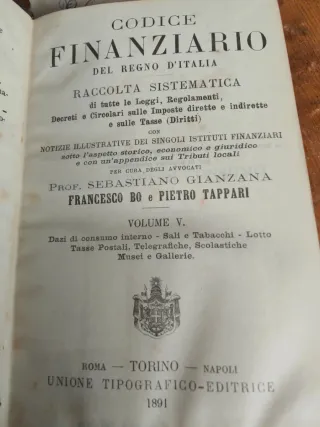 CODICE
FINANZIARIO
DEL REGNO D'ITALIA
RACCOLTA SISTEMATICA
di tutte le Leggi, Regolamenti,
Decreti e Circolari sulle Imposte dirette e indirette
e sulle Tasse (Diritti)
CON
NOTIZIE ILLUSTRATIVE DEI SINGOLI ISTITUTI FINANZIARI
sotto l'aspetto storico, economico e giuridico
e con un'appendice sui Tributi locali
PER CURA DEGLI AVVOCATI
PROF. SEBASTIANO GIANZANA
FRANCESCO BO e PIETRO TAPPARI
VOLUME V.
Dazi di consumo interno - Sali e Tabacchi - Lotto
Tasse Postali, Telegrafiche, Scolastiche
Musei e Gallerie.
ROMA — TORINO — NAPOLI
UNIONE TIPOGRAFICO-EDITRICE
1891